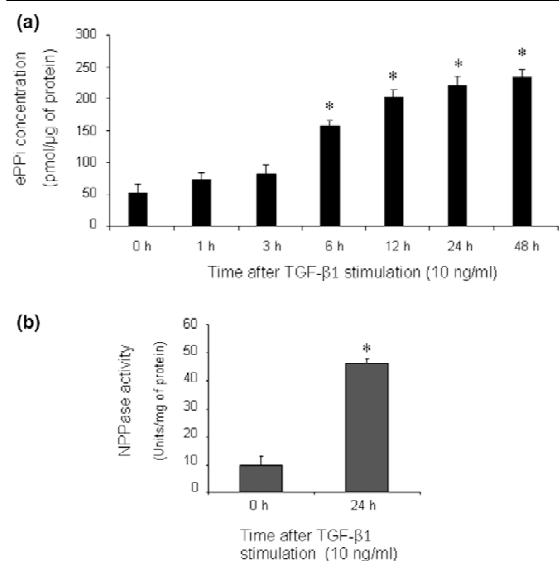 (a)
ePPi concentration
(pmol/µg of protein)
300
250
200
150
100
50
0
* * * *
0 h 1 h 3 h 6 h 12 h 24 h 48 h
Time after TGF-β1 stimulation (10 ng/ml)
(b)
NPPase activity
(Units/mg of protein)
60
50
40
30
20
10
0
*
0 h 24 h
Time after TGF-β1
stimulation (10 ng/ml)